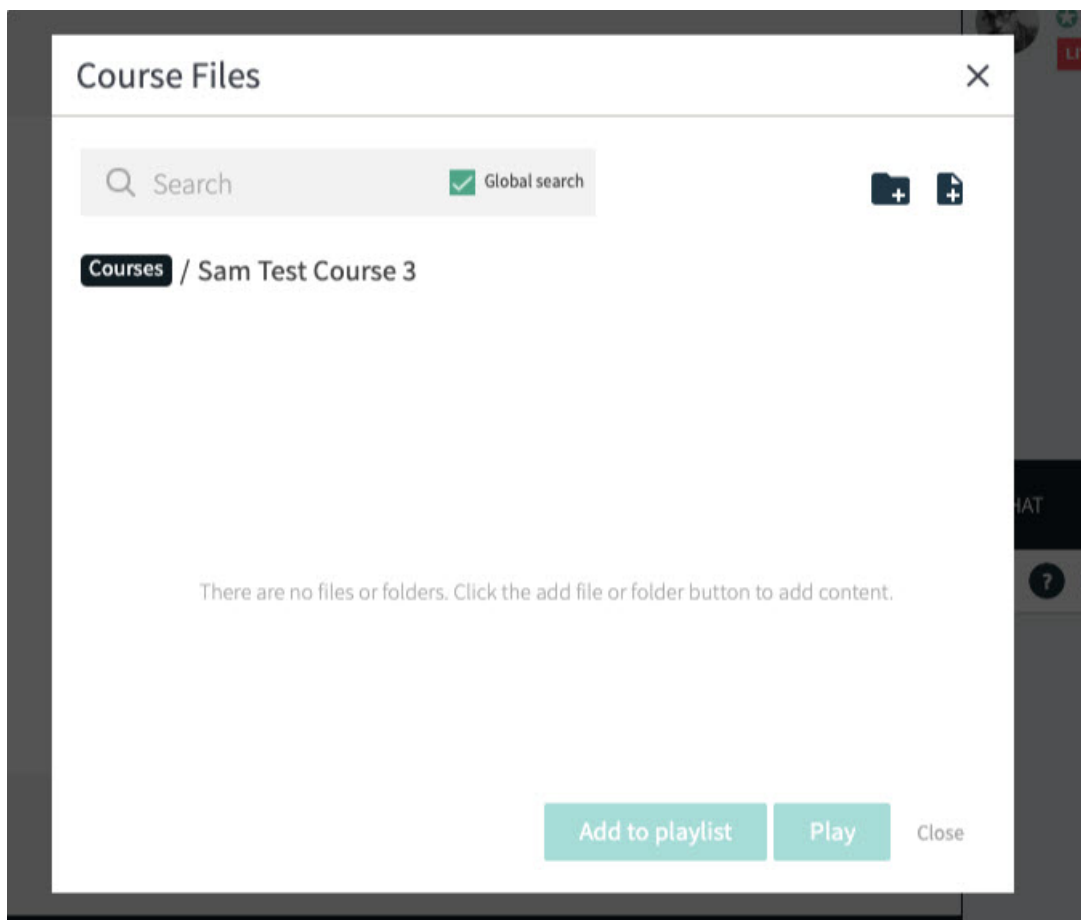 Course Files
Search
Global search
Courses / Sam Test Course 3
There are no files or folders. Click the add file or folder button to add content.
?
Add to playlist
Play
Close